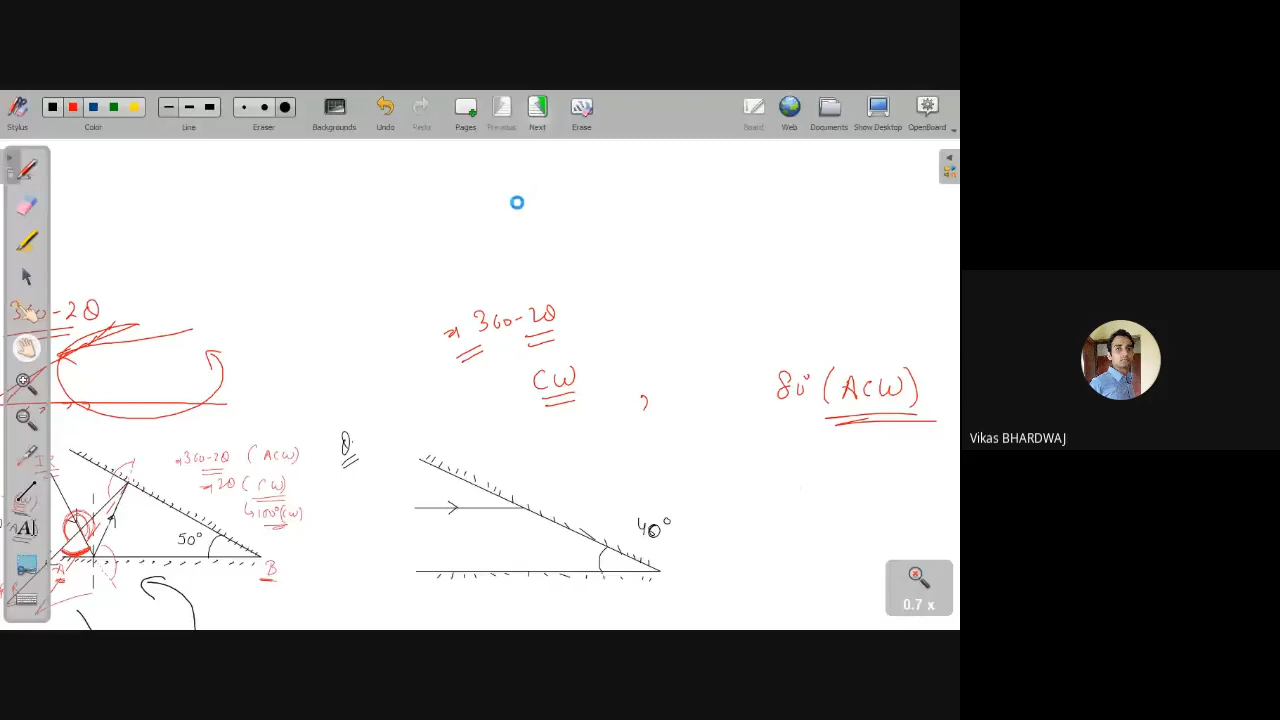 Stylus
Color
Line
Eraser
Backgrounds
Undo
Redo
Pages
Previous
Next
Erase
Board
Web
Documents
Show Desktop
OpenBoard
360-2θ
360-2θ
CW
,
80° (ACW)
Q.
360-2θ (ACW)
2θ (CW)
100° (CW)
50°
A
B
40°
0.7 x
Vikas BHARDWAJ